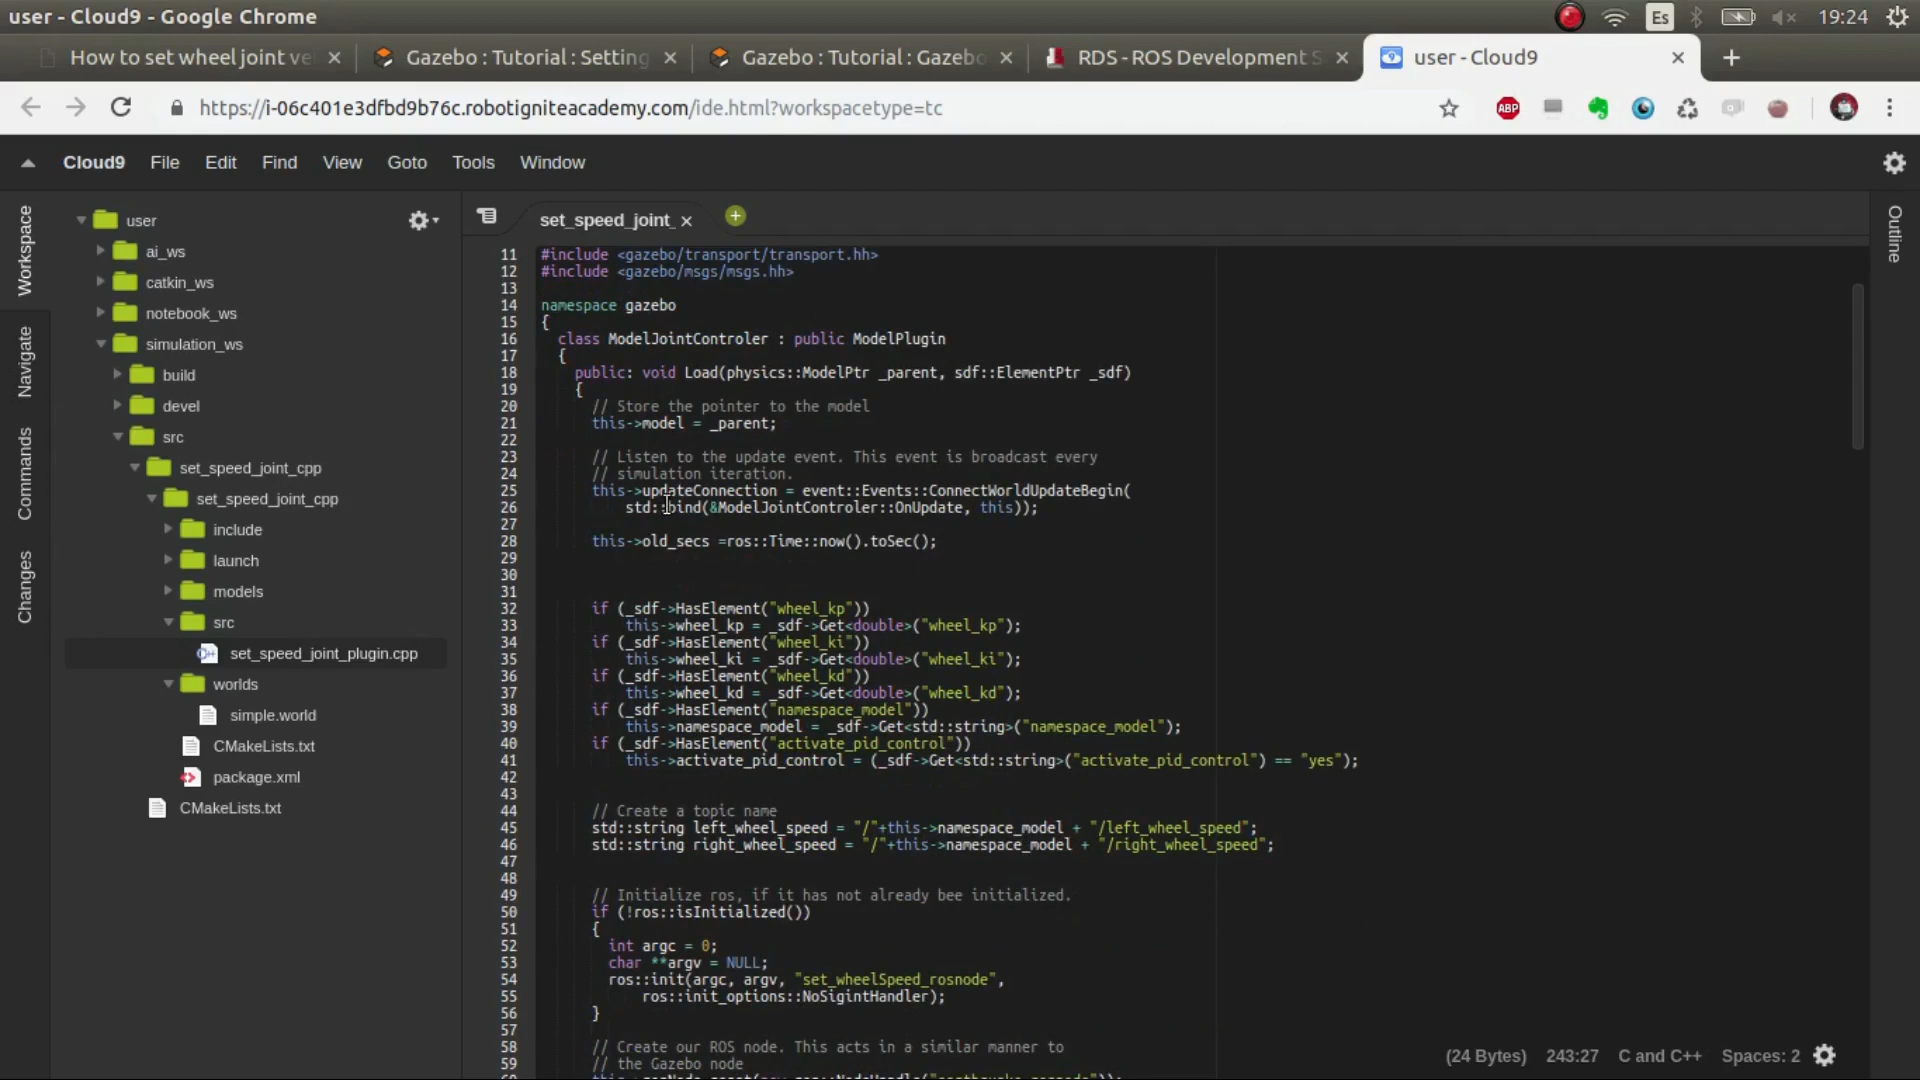 user - Cloud9 - Google Chrome
Es
19:24
How to set wheel joint ve
Gazebo : Tutorial : Setting
Gazebo : Tutorial : Gazebo
RDS - ROS Development S
user - Cloud9
https://i-06c401e3dfbd9b76c.robotigniteacademy.com/ide.html?workspacetype=tc
ABP
Cloud9 File Edit Find View Goto Tools Window
Workspace
Navigate
Commands
Changes
user
ai_ws
catkin_ws
notebook_ws
simulation_ws
build
devel
src
set_speed_joint_cpp
set_speed_joint_cpp
include
launch
models
src
set_speed_joint_plugin.cpp
worlds
simple.world
CMakeLists.txt
package.xml
CMakeLists.txt
set_speed_joint_
Outline
11 #include <gazebo/transport/transport.hh>
12 #include <gazebo/msgs/msgs.hh>
13
14 namespace gazebo
15 {
16 class ModelJointControler : public ModelPlugin
17 {
18 public: void Load(physics::ModelPtr _parent, sdf::ElementPtr _sdf)
19 {
20 // Store the pointer to the model
21 this->model = _parent;
22
23 // Listen to the update event. This event is broadcast every
24 // simulation iteration.
25 this->updateConnection = event::Events::ConnectWorldUpdateBegin(
26 std::bind(&ModelJointControler::OnUpdate, this));
27
28 this->old_secs =ros::Time::now().toSec();
29
30
31
32 if (_sdf->HasElement("wheel_kp"))
33 this->wheel_kp = _sdf->Get<double>("wheel_kp");
34 if (_sdf->HasElement("wheel_ki"))
35 this->wheel_ki = _sdf->Get<double>("wheel_ki");
36 if (_sdf->HasElement("wheel_kd"))
37 this->wheel_kd = _sdf->Get<double>("wheel_kd");
38 if (_sdf->HasElement("namespace_model"))
39 this->namespace_model = _sdf->Get<std::string>("namespace_model");
40 if (_sdf->HasElement("activate_pid_control"))
41 this->activate_pid_control = (_sdf->Get<std::string>("activate_pid_control") == "yes");
42
43
44 // Create a topic name
45 std::string left_wheel_speed = "/"+this->namespace_model + "/left_wheel_speed";
46 std::string right_wheel_speed = "/"+this->namespace_model + "/right_wheel_speed";
47
48
49 // Initialize ros, if it has not already bee initialized.
50 if (!ros::isInitialized())
51 {
52 int argc = 0;
53 char **argv = NULL;
54 ros::init(argc, argv, "set_wheelSpeed_rosnode",
55 ros::init_options::NoSigintHandler);
56 }
57
58 // Create our ROS node. This acts in a similar manner to
59 // the Gazebo node
(24 Bytes) 243:27 C and C++ Spaces: 2